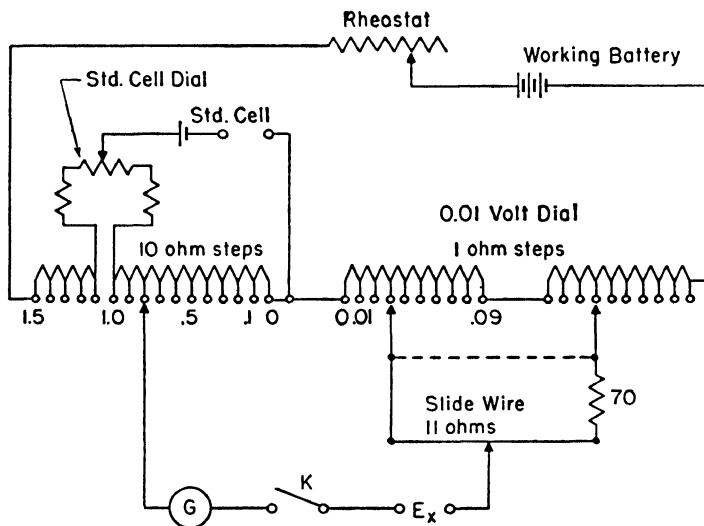 Rheostat
Working Battery
Std. Cell Dial
Std. Cell
0.01 Volt Dial
10 ohm steps
1 ohm steps
1.5
1.0
.5
.1
0
0.01
.09
Slide Wire
11 ohms
70
K
G
Ex